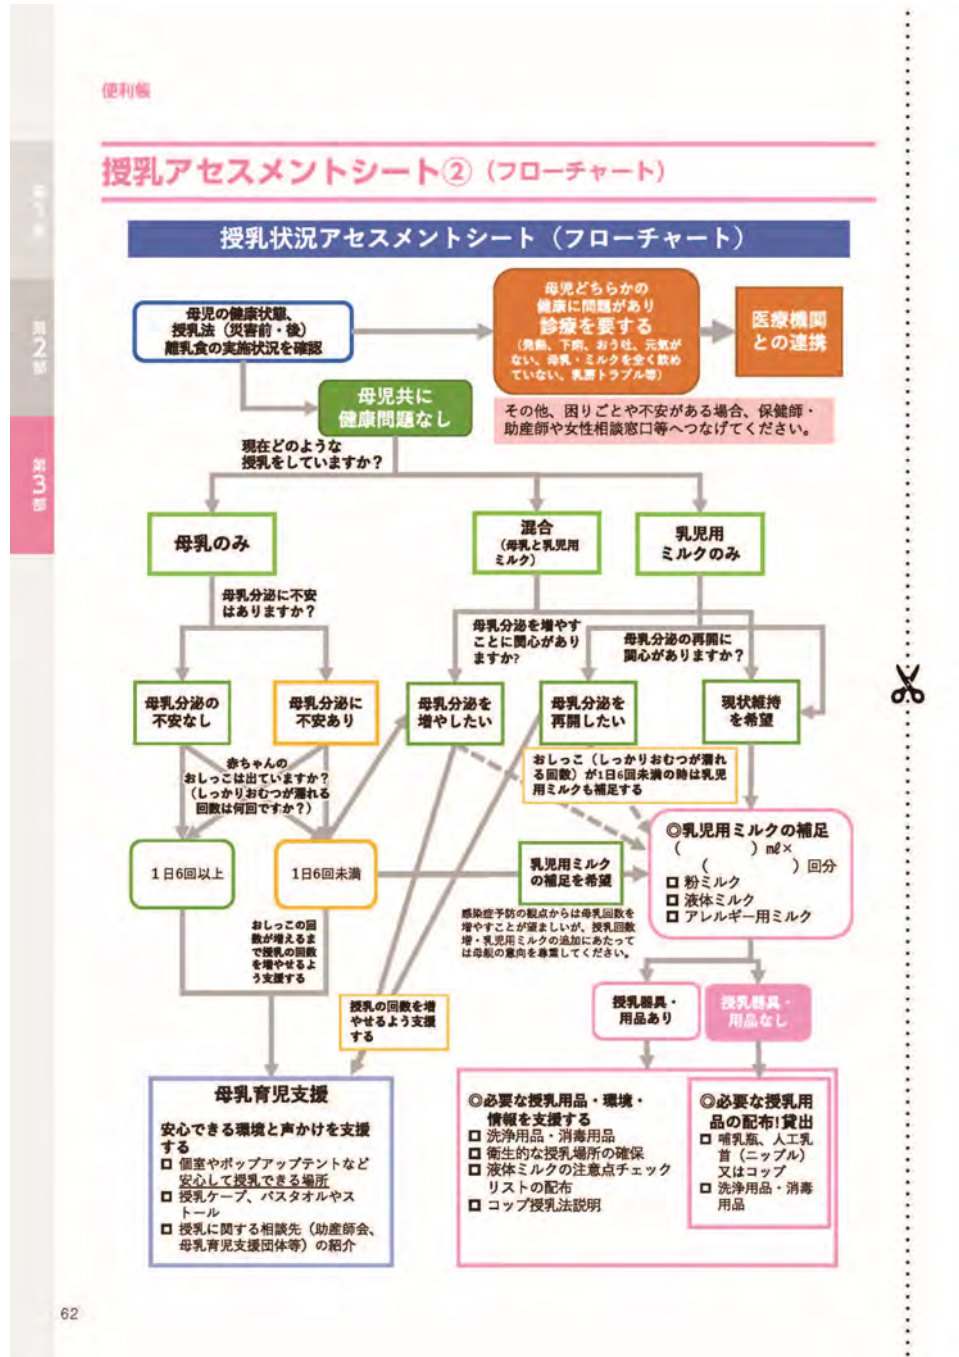 便利帳
授乳アセスメントシート②（フローチャート）
授乳状況アセスメントシート（フローチャート）
母児の健康状態、
授乳法（災害前・後）
離乳食の実施状況を確認
母児どちらかの
健康に問題があり
診療を要する
（発熱、下痢、おう吐、元気が
ない、母乳・ミルクを全く飲め
ていない、乳房トラブル等）
医療機関
との連携
母児共に
健康問題なし
その他、困りごとや不安がある場合、保健師・
助産師や女性相談窓口等へつなげてください。
現在どのような
授乳をしていますか？
母乳のみ
混合
（母乳と乳児用
ミルク）
乳児用
ミルクのみ
母乳分泌に不安
はありますか？
母乳分泌を増やす
ことに関心があり
ますか?
母乳分泌の再開に
関心がありますか？
母乳分泌の
不安なし
母乳分泌に
不安あり
母乳分泌を
増やしたい
母乳分泌を
再開したい
現状維持
を希望
赤ちゃんの
おしっこは出ていますか？
（しっかりおむつが濡れる
回数は何回ですか？）
おしっこ（しっかりおむつが濡れ
る回数）が1日6回未満の時は乳児
用ミルクも補足する
1日6回以上
1日6回未満
乳児用ミルク
の補足を希望
◎乳児用ミルクの補足
（　　　　）㎖×
（　　　　　）回分
□ 粉ミルク
□ 液体ミルク
□ アレルギー用ミルク
感染症予防の観点からは母乳回数を
増やすことが望ましいが、授乳回数
増・乳児用ミルクの追加にあたって
は母親の意向を尊重してください。
おしっこの回
数が増えるま
で授乳の回数
を増やせるよ
う支援する
授乳の回数を増
やせるよう支援
する
授乳器具・
用品あり
授乳器具・
用品なし
母乳育児支援
安心できる環境と声かけを支援
する
□ 個室やポップアップテントなど
安心して授乳できる場所
□ 授乳ケープ、バスタオルやス
トール
□ 授乳に関する相談先（助産師会、
母乳育児支援団体等）の紹介
◎必要な授乳用品・環境・
情報を支援する
□ 洗浄用品・消毒用品
□ 衛生的な授乳場所の確保
□ 液体ミルクの注意点チェック
リストの配布
□ コップ授乳法説明
◎必要な授乳用
品の配布!貸出
□ 哺乳瓶、人工乳
首（ニップル）
又はコップ
□ 洗浄用品・消毒
用品
第2部
第3部
62